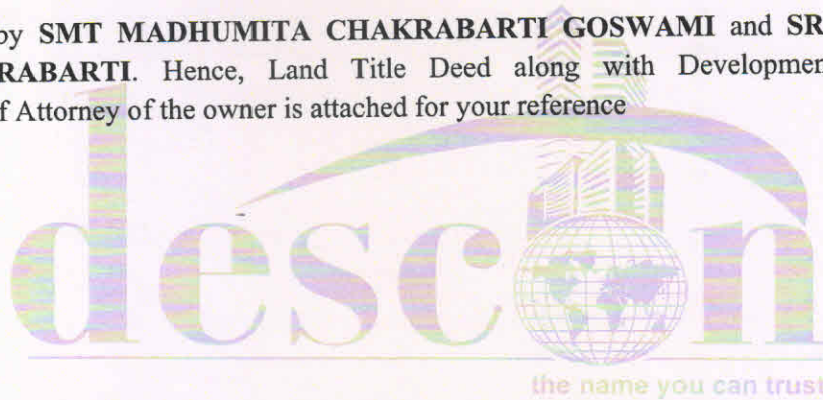 by SMT MADHUMITA CHAKRABARTI GOSWAMI and SR
RABARTI. Hence, Land Title Deed along with Developmen
f Attorney of the owner is attached for your reference
descon
the name you can trust